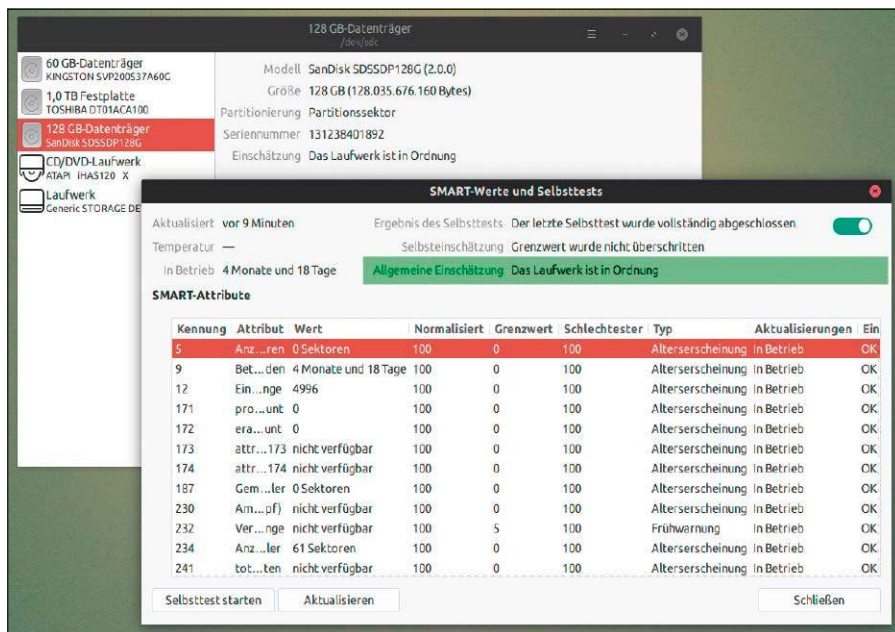 128 GB-Datenträger
/dev/sdc
60 GB-Datenträger
KINGSTON SVP200S37A60G
1,0 TB Festplatte
TOSHIBA DT01ACA100
128 GB-Datenträger
SanDisk SDSSDP128G
CD/DVD-Laufwerk
ATAPI iHAS120 X
Laufwerk
Generic STORAGE DE
Modell SanDisk SDSSDP128G (2.0.0)
Größe 128 GB (128.035.676.160 Bytes)
Partitionierung Partitionssektor
Seriennummer 131238401892
Einschätzung Das Laufwerk ist in Ordnung
SMART-Werte und Selbsttests
Aktualisiert vor 9 Minuten Ergebnis des Selbsttests Der letzte Selbsttest wurde vollständig abgeschlossen
Temperatur — Selbsteinschätzung Grenzwert wurde nicht überschritten
In Betrieb 4 Monate und 18 Tage Allgemeine Einschätzung Das Laufwerk ist in Ordnung
SMART-Attribute
Kennung Attribut Wert Normalisiert Grenzwert Schlechtester Typ Aktualisierungen Ein
5 Anz...ren 0 Sektoren 100 0 100 Alterserscheinung In Betrieb OK
9 Bet...den 4 Monate und 18 Tage 100 0 100 Alterserscheinung In Betrieb OK
12 Ein...nge 4996 100 0 100 Alterserscheinung In Betrieb OK
171 pro...unt 0 100 0 100 Alterserscheinung In Betrieb OK
172 era...unt 0 100 0 100 Alterserscheinung In Betrieb OK
173 attr...173 nicht verfügbar 100 0 100 Alterserscheinung In Betrieb OK
174 attr...174 nicht verfügbar 100 0 100 Alterserscheinung In Betrieb OK
187 Gem...ler 0 Sektoren 100 0 100 Alterserscheinung In Betrieb OK
230 Am...pf) nicht verfügbar 100 0 100 Alterserscheinung In Betrieb OK
232 Ver...nge nicht verfügbar 100 5 100 Frühwarnung In Betrieb OK
234 Anz...ler 61 Sektoren 100 0 100 Alterserscheinung In Betrieb OK
241 tot...ten nicht verfügbar 100 0 100 Alterserscheinung In Betrieb OK
Selbsttest starten Aktualisieren Schließen